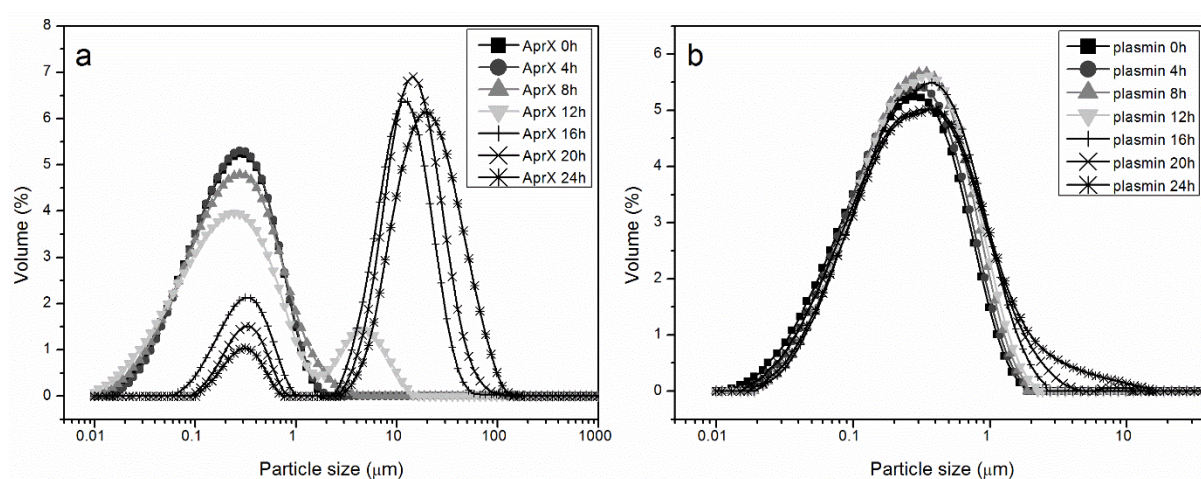 a
AprX 0h
AprX 4h
AprX 8h
AprX 12h
AprX 16h
AprX 20h
AprX 24h
8
7
6
5
4
3
2
1
0
Volume (%)
0.01 0.1 1 10 100 1000
Particle size (μm)
b
plasmin 0h
plasmin 4h
plasmin 8h
plasmin 12h
plasmin 16h
plasmin 20h
plasmin 24h
6
5
4
3
2
1
0
Volume (%)
0.01 0.1 1 10
Particle size (μm)